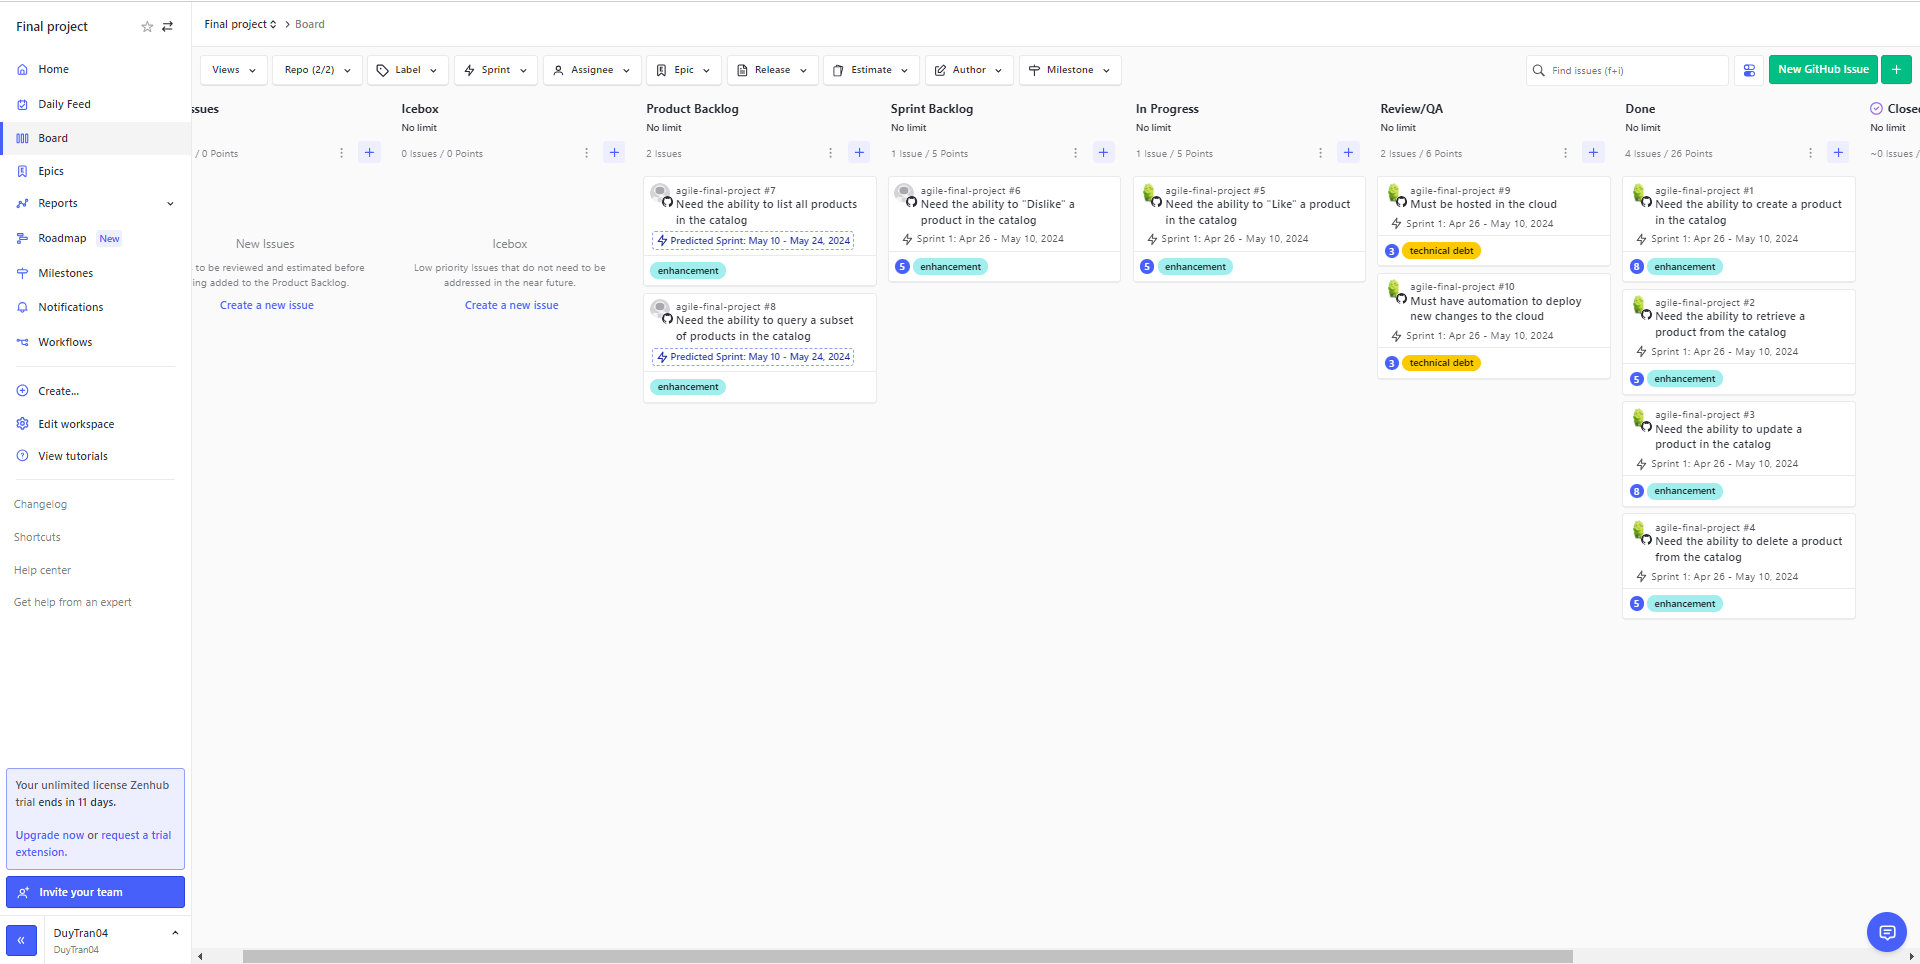 Final project
Home
Daily Feed
Board
Epics
Reports
Roadmap New
Milestones
Notifications
Workflows
Create...
Edit workspace
View tutorials
Changelog
Shortcuts
Help center
Get help from an expert
Your unlimited license Zenhub
trial ends in 11 days.
Upgrade now or request a trial
extension.
Invite your team
«
DuyTran04
DuyTran04
Final project > Board
Views
Repo (2/2)
Label
Sprint
Assignee
Epic
Release
Estimate
Author
Milestone
Find issues (f+i)
New GitHub Issue
+
ssues
/ 0 Points
+
New Issues
to be reviewed and estimated before
ing added to the Product Backlog.
Create a new issue
Icebox
No limit
0 Issues / 0 Points
+
Icebox
Low priority Issues that do not need to be
addressed in the near future.
Create a new issue
Product Backlog
No limit
2 Issues
+
agile-final-project #7
Need the ability to list all products
in the catalog
Predicted Sprint: May 10 - May 24, 2024
enhancement
agile-final-project #8
Need the ability to query a subset
of products in the catalog
Predicted Sprint: May 10 - May 24, 2024
enhancement
Sprint Backlog
No limit
1 Issue / 5 Points
+
agile-final-project #6
Need the ability to "Dislike" a
product in the catalog
Sprint 1: Apr 26 - May 10, 2024
5 enhancement
In Progress
No limit
1 Issue / 5 Points
+
agile-final-project #5
Need the ability to "Like" a product
in the catalog
Sprint 1: Apr 26 - May 10, 2024
5 enhancement
Review/QA
No limit
2 Issues / 6 Points
+
agile-final-project #9
Must be hosted in the cloud
Sprint 1: Apr 26 - May 10, 2024
3 technical debt
agile-final-project #10
Must have automation to deploy
new changes to the cloud
Sprint 1: Apr 26 - May 10, 2024
3 technical debt
Done
No limit
4 Issues / 26 Points
+
agile-final-project #1
Need the ability to create a product
in the catalog
Sprint 1: Apr 26 - May 10, 2024
8 enhancement
agile-final-project #2
Need the ability to retrieve a
product from the catalog
Sprint 1: Apr 26 - May 10, 2024
5 enhancement
agile-final-project #3
Need the ability to update a
product in the catalog
Sprint 1: Apr 26 - May 10, 2024
8 enhancement
agile-final-project #4
Need the ability to delete a product
from the catalog
Sprint 1: Apr 26 - May 10, 2024
5 enhancement
Close
No limit
~0 Issues /